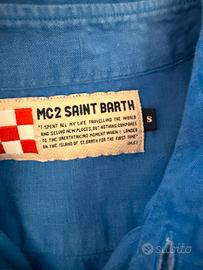 MC2 SAINT BARTH
"I SPENT ALL MY LIFE TRAVELLING THE WORLD
AND SEEING NEW PLACES, BUT NOTHING COMPARES
TO THE BREATHTAKING MOMENT WHEN I LANDED
ON THE ISLAND OF ST. BARTH FOR THE FIRST TIME"
S
subito